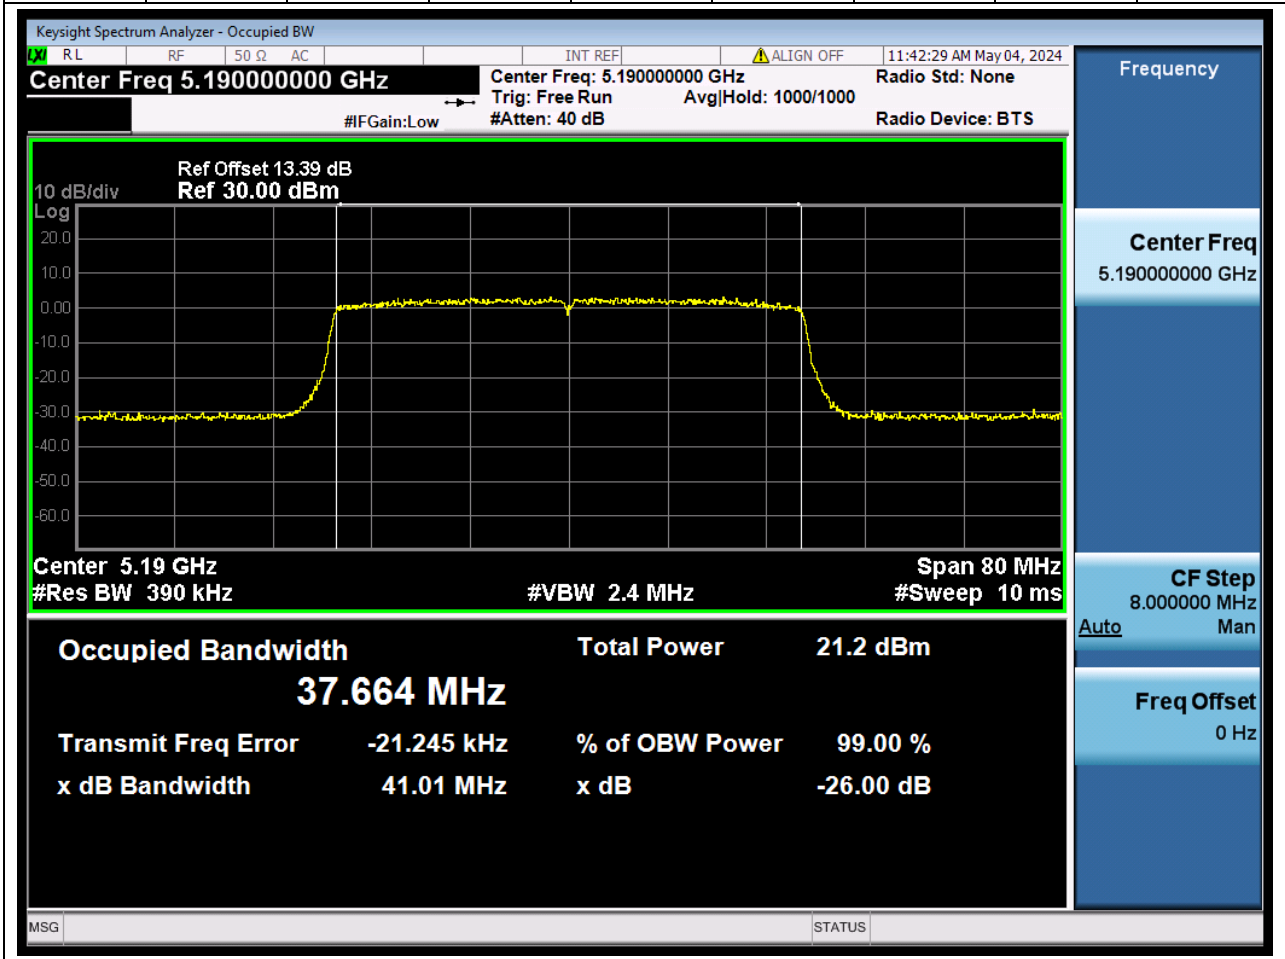 Keysight Spectrum Analyzer - Occupied BW
LXI RL RF 50 Ω AC INT REF ALIGN OFF 11:42:29 AM May 04, 2024
Center Freq 5.190000000 GHz
Center Freq: 5.190000000 GHz
Radio Std: None
Trig: Free Run Avg|Hold: 1000/1000
#IFGain:Low
#Atten: 40 dB
Radio Device: BTS
Ref Offset 13.39 dB
10 dB/div Ref 30.00 dBm
Log
20.0
10.0
0.00
-10.0
-20.0
-30.0
-40.0
-50.0
-60.0
Center 5.19 GHz Span 80 MHz
#Res BW 390 kHz #VBW 2.4 MHz #Sweep 10 ms
Occupied Bandwidth Total Power 21.2 dBm
37.664 MHz
Transmit Freq Error -21.245 kHz % of OBW Power 99.00 %
x dB Bandwidth 41.01 MHz x dB -26.00 dB
Frequency
Center Freq
5.190000000 GHz
CF Step
8.000000 MHz
Auto Man
Freq Offset
0 Hz
MSG STATUS